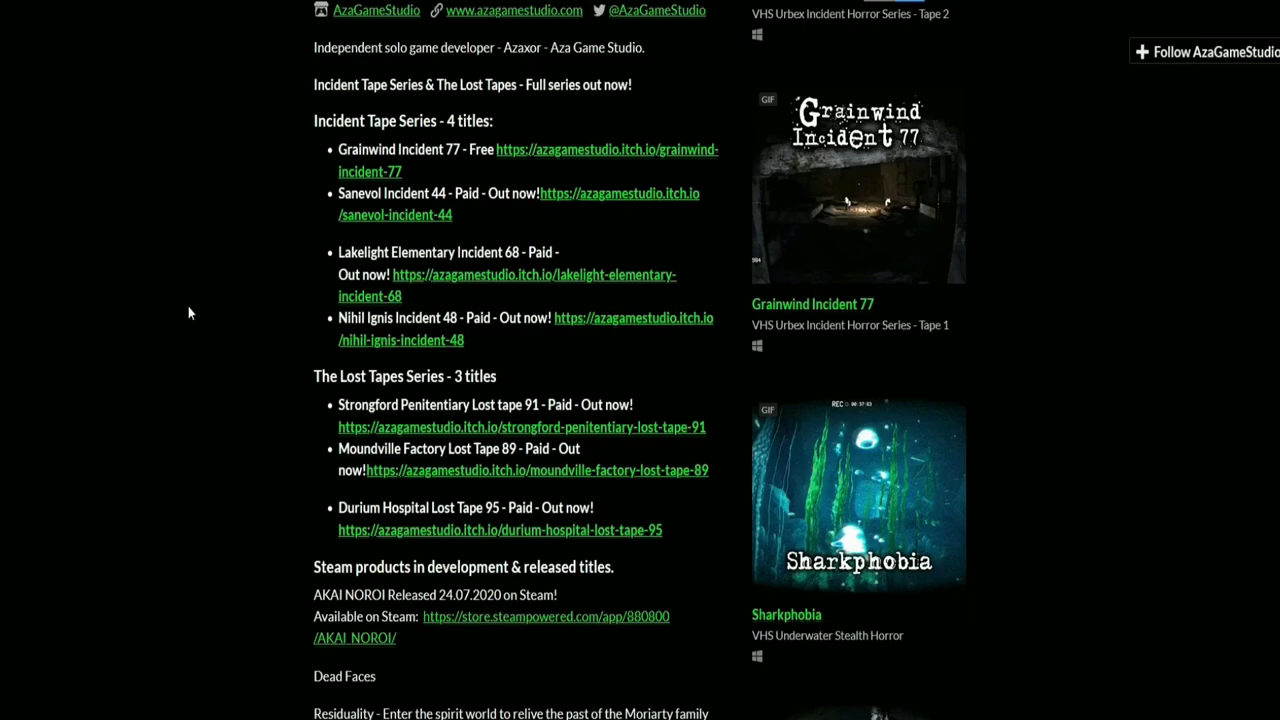 AzaGameStudio www.azagamestudio.com @AzaGameStudio
Independent solo game developer - Azaxor - Aza Game Studio.
Incident Tape Series & The Lost Tapes - Full series out now!
Incident Tape Series - 4 titles:
• Grainwind Incident 77 - Free https://azagamestudio.itch.io/grainwind-
incident-77
• Sanevol Incident 44 - Paid - Out now!https://azagamestudio.itch.io
/sanevol-incident-44
• Lakelight Elementary Incident 68 - Paid -
Out now! https://azagamestudio.itch.io/lakelight-elementary-
incident-68
• Nihil Ignis Incident 48 - Paid - Out now! https://azagamestudio.itch.io
/nihil-ignis-incident-48
The Lost Tapes Series - 3 titles
• Strongford Penitentiary Lost tape 91 - Paid - Out now!
https://azagamestudio.itch.io/strongford-penitentiary-lost-tape-91
• Moundville Factory Lost Tape 89 - Paid - Out
now!https://azagamestudio.itch.io/moundville-factory-lost-tape-89
• Durium Hospital Lost Tape 95 - Paid - Out now!
https://azagamestudio.itch.io/durium-hospital-lost-tape-95
Steam products in development & released titles.
AKAI NOROI Released 24.07.2020 on Steam!
Available on Steam: https://store.steampowered.com/app/880800
/AKAI_NOROI/
Dead Faces
Residuality - Enter the spirit world to relive the past of the Moriarty family
VHS Urbex Incident Horror Series - Tape 2
GIF
Grainwind
Incident 77
Grainwind Incident 77
VHS Urbex Incident Horror Series - Tape 1
GIF
REC
Sharkphobia
Sharkphobia
VHS Underwater Stealth Horror
Follow AzaGameStudio